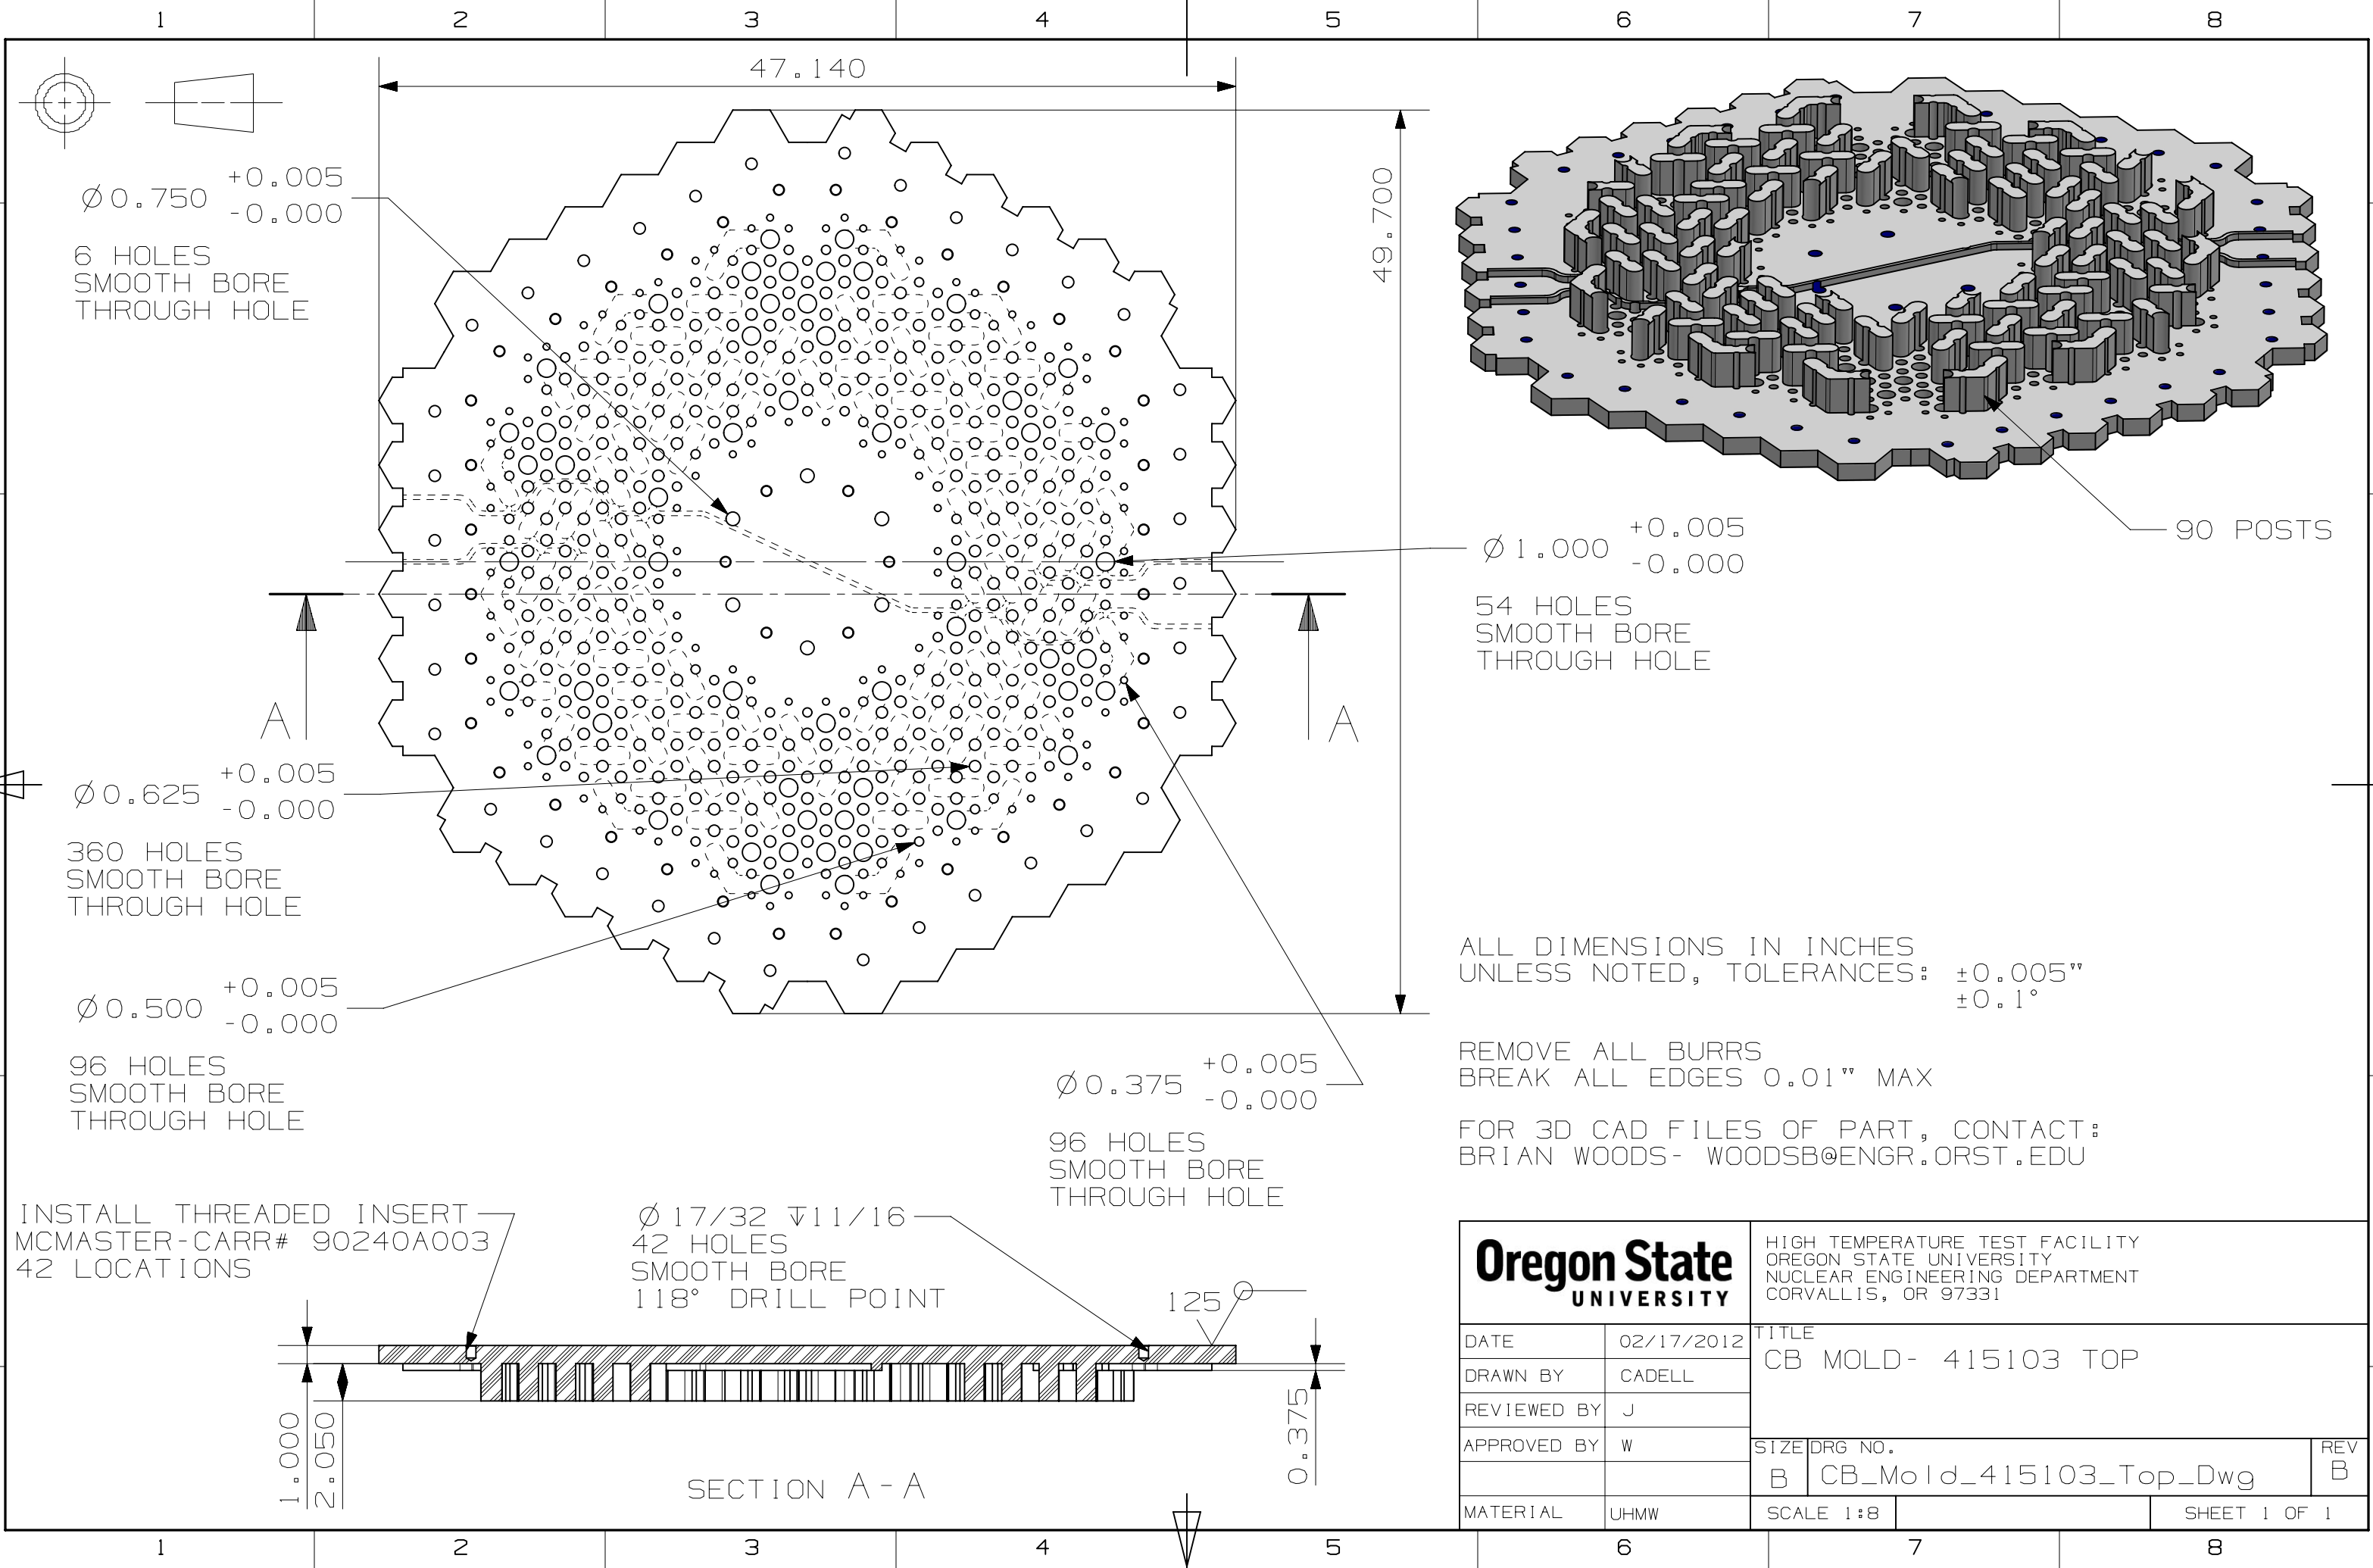 1 2 3 4 5 6 7 8
47.140
49.700
Ø0.750 +0.005
-0.000
6 HOLES
SMOOTH BORE
THROUGH HOLE
90 POSTS
Ø1.000 +0.005
-0.000
54 HOLES
SMOOTH BORE
THROUGH HOLE
A A
Ø0.625 +0.005
-0.000
360 HOLES
SMOOTH BORE
THROUGH HOLE
Ø0.500 +0.005
-0.000
96 HOLES
SMOOTH BORE
THROUGH HOLE
Ø0.375 +0.005
-0.000
96 HOLES
SMOOTH BORE
THROUGH HOLE
ALL DIMENSIONS IN INCHES
UNLESS NOTED, TOLERANCES: ±0.005"
±0.1°
REMOVE ALL BURRS
BREAK ALL EDGES 0.01" MAX
FOR 3D CAD FILES OF PART, CONTACT:
BRIAN WOODS- WOODSB@ENGR.ORST.EDU
INSTALL THREADED INSERT
MCMASTER-CARR# 90240A003
42 LOCATIONS
Ø17/32 ↧11/16
42 HOLES
SMOOTH BORE
118° DRILL POINT
125
1.000
2.050
0.375
SECTION A-A
Oregon State
UNIVERSITY
HIGH TEMPERATURE TEST FACILITY
OREGON STATE UNIVERSITY
NUCLEAR ENGINEERING DEPARTMENT
CORVALLIS, OR 97331
DATE 02/17/2012
DRAWN BY CADELL
REVIEWED BY J
APPROVED BY W
MATERIAL UHMW
TITLE
CB MOLD- 415103 TOP
SIZE DRG NO. REV
B CB_Mold_415103_Top_Dwg B
SCALE 1:8 SHEET 1 OF 1
1 2 3 4 5 6 7 8